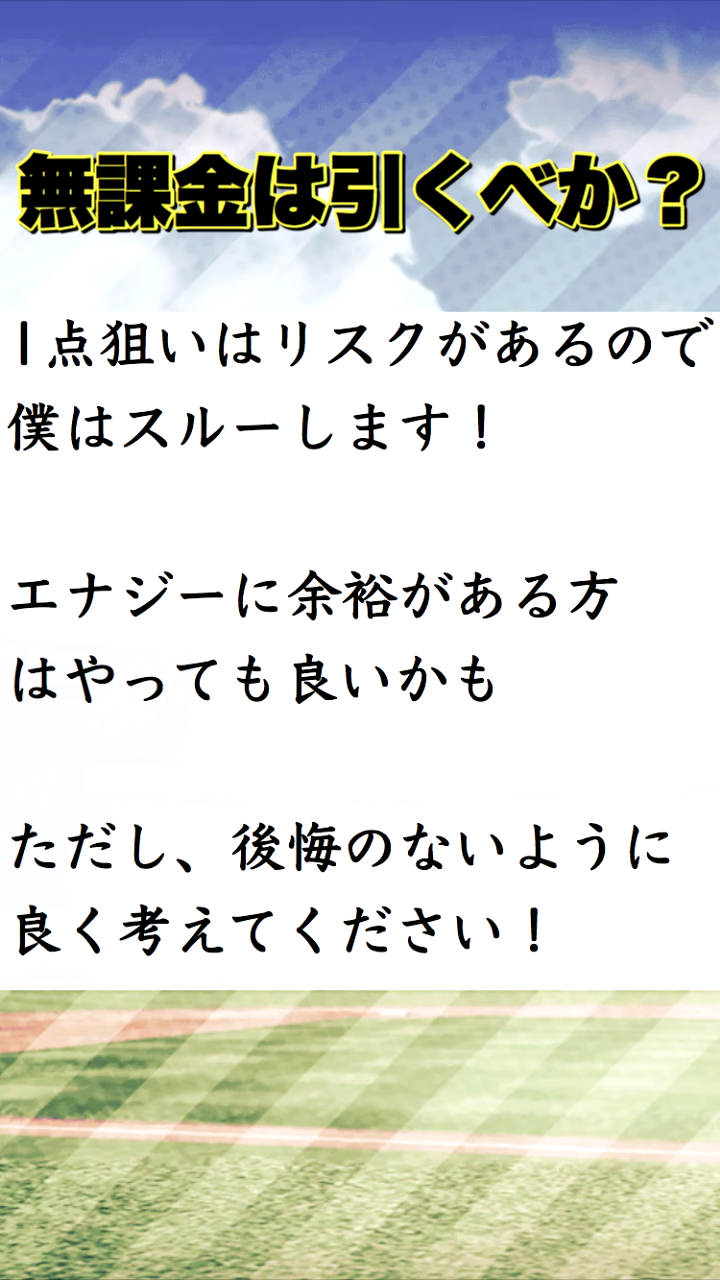 無課金は引くべか？
1点狙いはリスクがあるので
僕はスルーします！
エナジーに余裕がある方
はやっても良いかも
ただし、後悔のないように
良く考えてください！